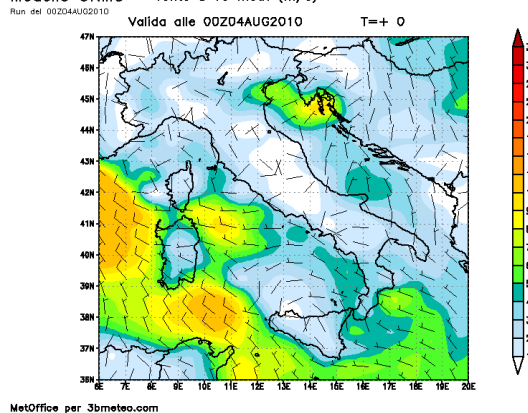 Run del 00Z04AUG2010
Valida alle 00Z04AUG2010 T=+ 0
47N
46N
45N
44N
43N
42N
41N
40N
39N
38N
37N
36N
6E 7E 8E 9E 10E 11E 12E 13E 14E 15E 16E 17E 18E 19E 20E
MetOffice per 3bmeteo.com